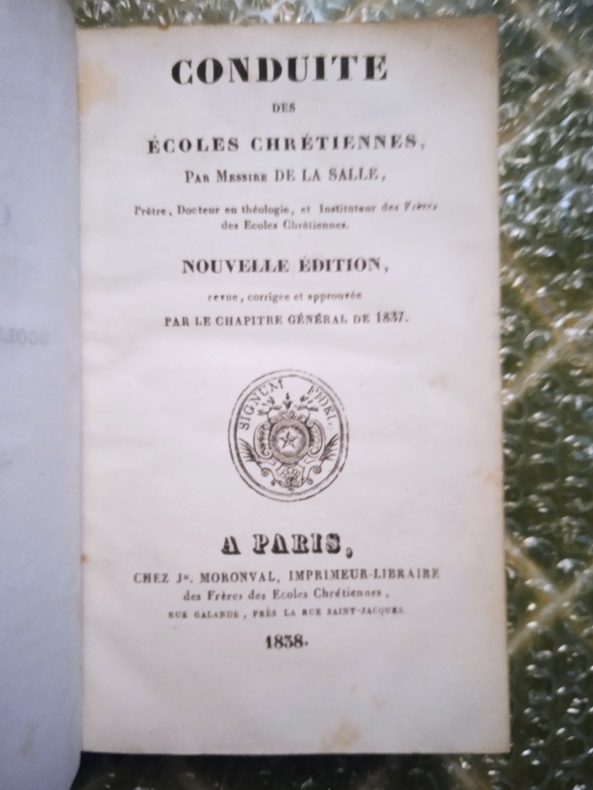 CONDUITE
DES
ÉCOLES CHRÉTIENNES,
PAR MESSIRE DE LA SALLE,
Prêtre, Docteur en théologie, et Instituteur des Frères
des Ecoles Chrétiennes.
NOUVELLE ÉDITION,
revue, corrigée et approuvée
PAR LE CHAPITRE GÉNÉRAL DE 1837.
SIGNUM FIDEI.
A PARIS,
CHEZ Jn. MORONVAL, IMPRIMEUR-LIBRAIRE
des Frères des Ecoles Chrétiennes,
RUE GALANDE, PRÈS LA RUE SAINT-JACQUES.
1838.